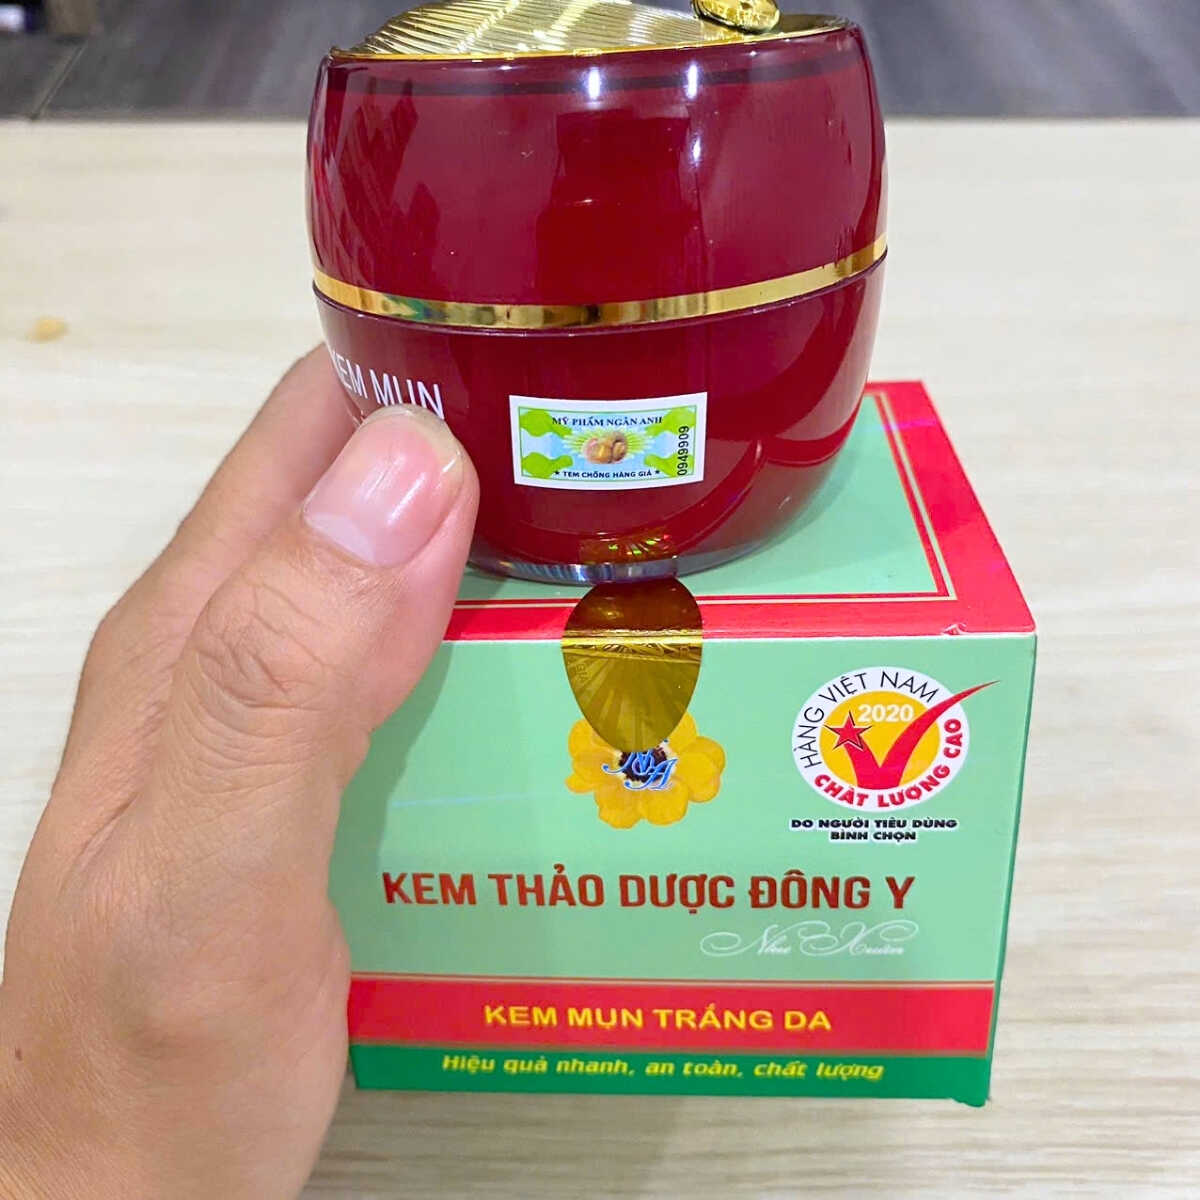 KEM MỤN
MỸ PHẨM NGÂN ANH
0949909
★ TEM CHỐNG HÀNG GIẢ ★
HÀNG VIỆT NAM
2020
CHẤT LƯỢNG CAO
DO NGƯỜI TIÊU DÙNG
BÌNH CHỌN
KEM THẢO DƯỢC ĐÔNG Y
Như Xuân
KEM MỤN TRẮNG DA
Hiệu quả nhanh, an toàn, chất lượng